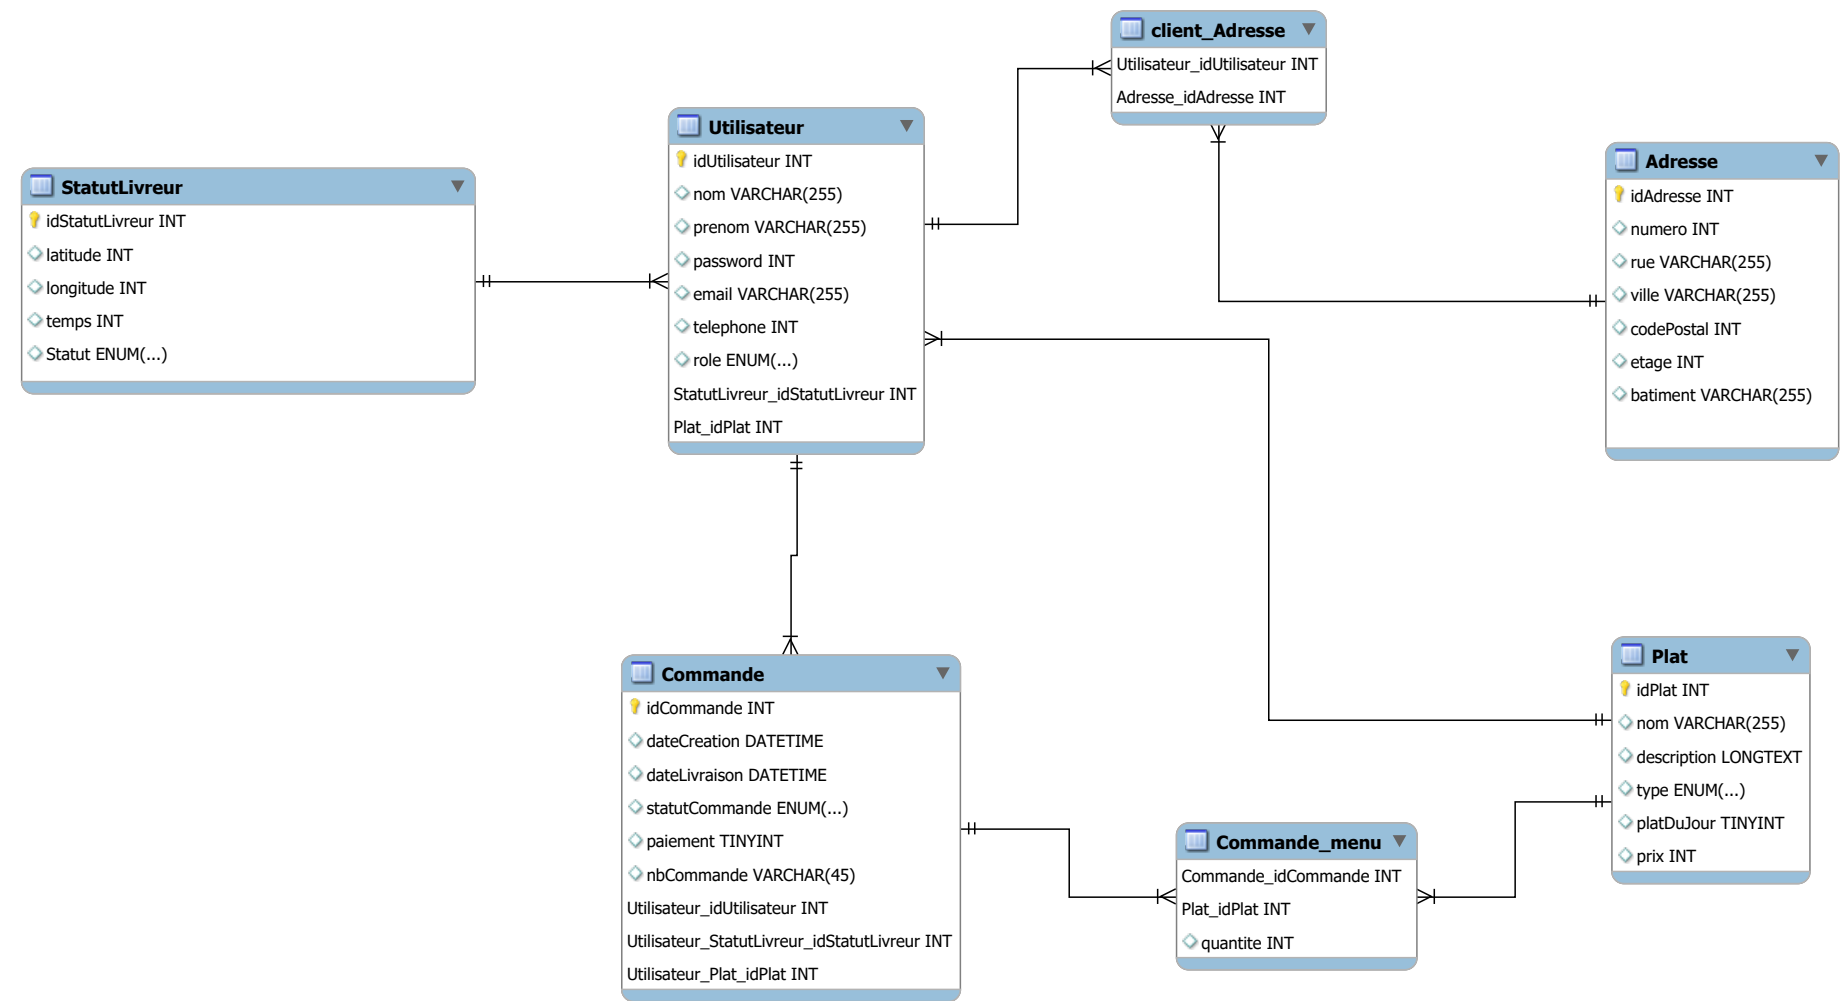 client_Adresse
Utilisateur_idUtilisateur INT
Adresse_idAdresse INT
Utilisateur
idUtilisateur INT
nom VARCHAR(255)
prenom VARCHAR(255)
password INT
email VARCHAR(255)
telephone INT
role ENUM(...)
StatutLivreur_idStatutLivreur INT
Plat_idPlat INT
StatutLivreur
idStatutLivreur INT
latitude INT
longitude INT
temps INT
Statut ENUM(...)
Adresse
idAdresse INT
numero INT
rue VARCHAR(255)
ville VARCHAR(255)
codePostal INT
etage INT
batiment VARCHAR(255)
Commande
idCommande INT
dateCreation DATETIME
dateLivraison DATETIME
statutCommande ENUM(...)
paiement TINYINT
nbCommande VARCHAR(45)
Utilisateur_idUtilisateur INT
Utilisateur_StatutLivreur_idStatutLivreur INT
Utilisateur_Plat_idPlat INT
Plat
idPlat INT
nom VARCHAR(255)
description LONGTEXT
type ENUM(...)
platDuJour TINYINT
prix INT
Commande_menu
Commande_idCommande INT
Plat_idPlat INT
quantite INT